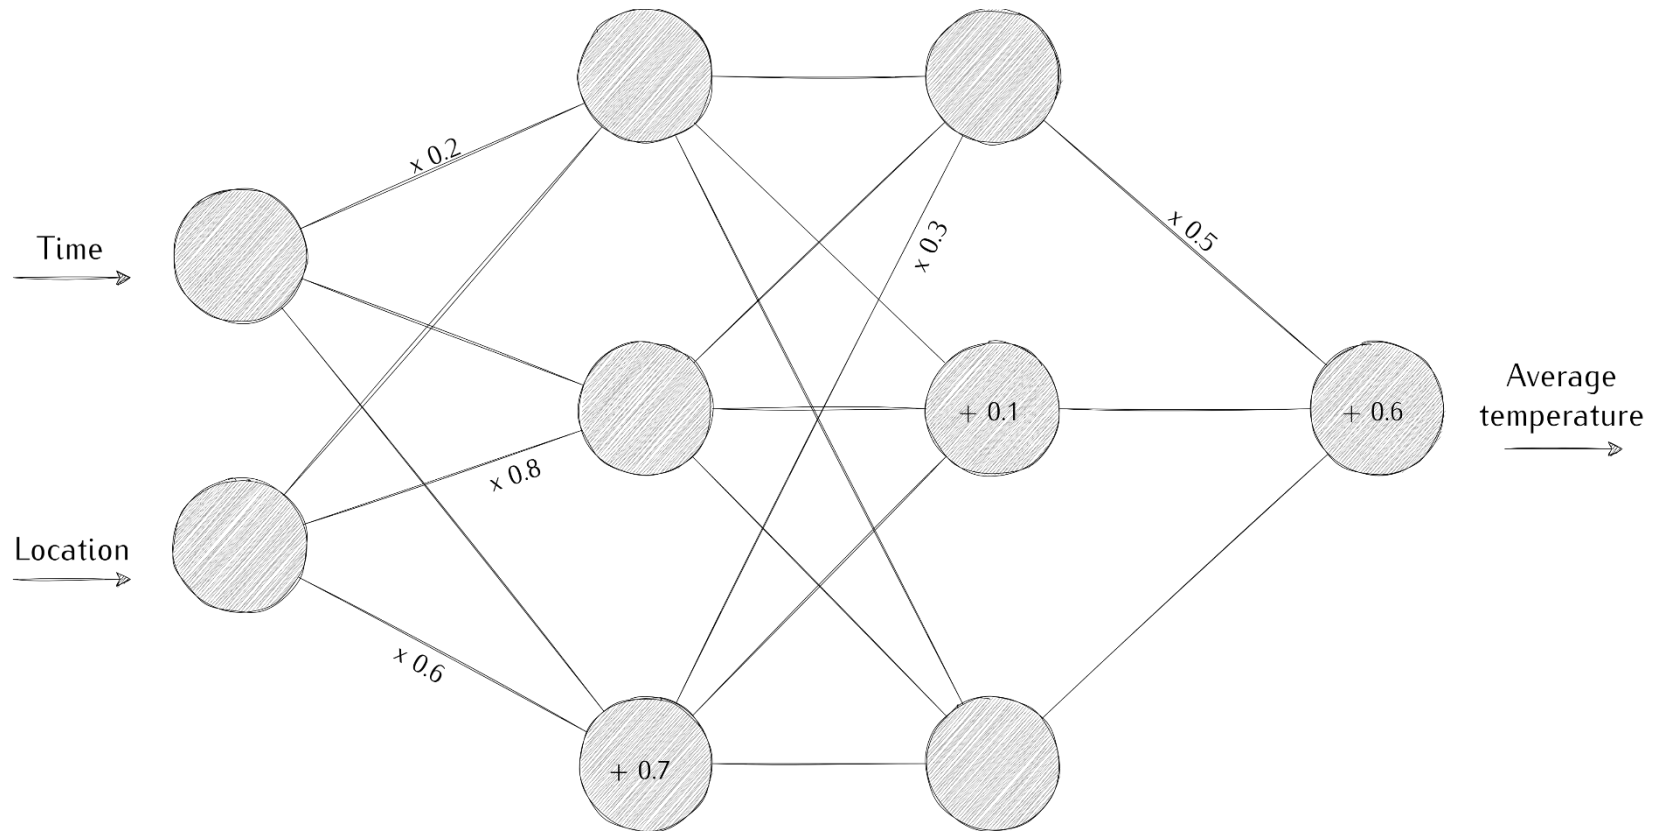 x 0.2
Time
x 0.3
x 0.5
+ 0.1
+ 0.6
Average
temperature
x 0.8
Location
x 0.6
+ 0.7